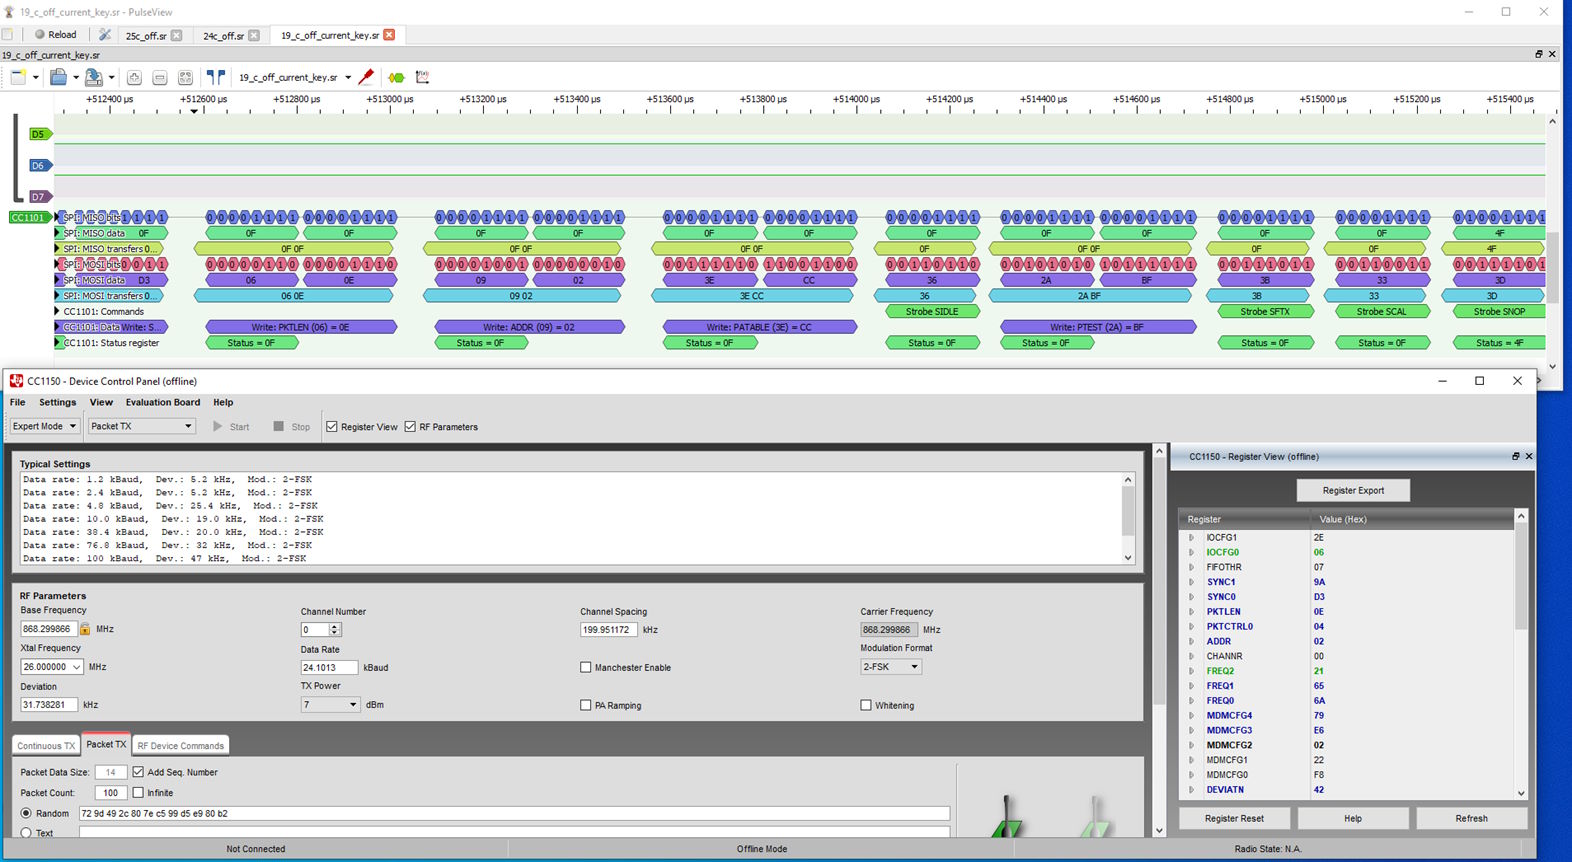 19_c_off_current_key.sr - PulseView
Reload 25c_off.sr 24c_off.sr 19_c_off_current_key.sr
19_c_off_current_key.sr
19_c_off_current_key.sr
+512400 µs +512600 µs +512800 µs +513000 µs +513200 µs +513400 µs +513600 µs +513800 µs +514000 µs +514200 µs +514400 µs +514600 µs +514800 µs +515000 µs +515200 µs +515400 µs
D5
D6
D7
CC1101 SPI: MISO bits 1 1 1 0 0 0 0 1 1 1 1 0 0 0 0 1 1 1 1 0 0 0 0 1 1 1 1 0 0 0 0 1 1 1 1 0 0 0 0 1 1 1 1 0 0 0 0 1 1 1 1 0 0 0 0 1 1 1 1 0 0 0 0 1 1 1 1 0 0 0 0 1 1 1 1 0 0 0 0 1 1 1 1 0 0 0 0 1 1 1 1 0 1 0 0 1 1 1 1
SPI: MISO data 0F 0F 0F 0F 0F 0F 0F 0F 0F 0F 0F 0F 4F
SPI: MISO transfers 0... 0F 0F 0F 0F 0F 0F 0F 0F 0F 0F 0F 4F
SPI: MOSI bits 0 0 1 1 0 0 0 0 0 1 1 0 0 0 0 0 1 1 1 0 0 0 0 0 1 0 0 1 0 0 0 0 0 0 1 0 0 0 1 1 1 1 1 0 1 1 0 0 1 1 0 0 0 0 1 1 0 1 1 0 0 0 1 0 1 0 1 0 1 0 1 1 1 1 1 1 0 0 1 1 1 0 1 1 0 0 1 1 0 0 1 1 0 0 1 1 1 1 0 1
SPI: MOSI data D3 06 0E 09 02 3E CC 36 2A BF 3B 33 3D
SPI: MOSI transfers 0... 06 0E 09 02 3E CC 36 2A BF 3B 33 3D
CC1101: Commands Strobe SIDLE Strobe SFTX Strobe SCAL Strobe SNOP
CC1101: Data Write: S... Write: PKTLEN (06) = 0E Write: ADDR (09) = 02 Write: PATABLE (3E) = CC Write: PTEST (2A) = BF
CC1101: Status register Status = 0F Status = 0F Status = 0F Status = 0F Status = 0F Status = 0F Status = 0F Status = 4F
CC1150 - Device Control Panel (offline)
File Settings View Evaluation Board Help
Expert Mode Packet TX Start Stop Register View RF Parameters
Typical Settings
Data rate: 1.2 kBaud, Dev.: 5.2 kHz, Mod.: 2-FSK
Data rate: 2.4 kBaud, Dev.: 5.2 kHz, Mod.: 2-FSK
Data rate: 4.8 kBaud, Dev.: 25.4 kHz, Mod.: 2-FSK
Data rate: 10.0 kBaud, Dev.: 19.0 kHz, Mod.: 2-FSK
Data rate: 38.4 kBaud, Dev.: 20.0 kHz, Mod.: 2-FSK
Data rate: 76.8 kBaud, Dev.: 32 kHz, Mod.: 2-FSK
Data rate: 100 kBaud, Dev.: 47 kHz, Mod.: 2-FSK
RF Parameters
Base Frequency Channel Number Channel Spacing Carrier Frequency
868.299866 MHz 0 199.951172 kHz 868.299866 MHz
Xtal Frequency Data Rate Modulation Format
26.000000 MHz 24.1013 kBaud Manchester Enable 2-FSK
Deviation TX Power
31.738281 kHz 7 dBm PA Ramping Whitening
Continuous TX Packet TX RF Device Commands
Packet Data Size: 14 Add Seq. Number
Packet Count: 100 Infinite
Random 72 9d 49 2c 80 7e c5 99 d5 e9 80 b2
Text
CC1150 - Register View (offline)
Register Export
Register Value (Hex)
IOCFG1 2E
IOCFG0 06
FIFOTHR 07
SYNC1 9A
SYNC0 D3
PKTLEN 0E
PKTCTRL0 04
ADDR 02
CHANNR 00
FREQ2 21
FREQ1 65
FREQ0 6A
MDMCFG4 79
MDMCFG3 E6
MDMCFG2 02
MDMCFG1 22
MDMCFG0 F8
DEVIATN 42
Register Reset Help Refresh
Not Connected Offline Mode Radio State: N.A.